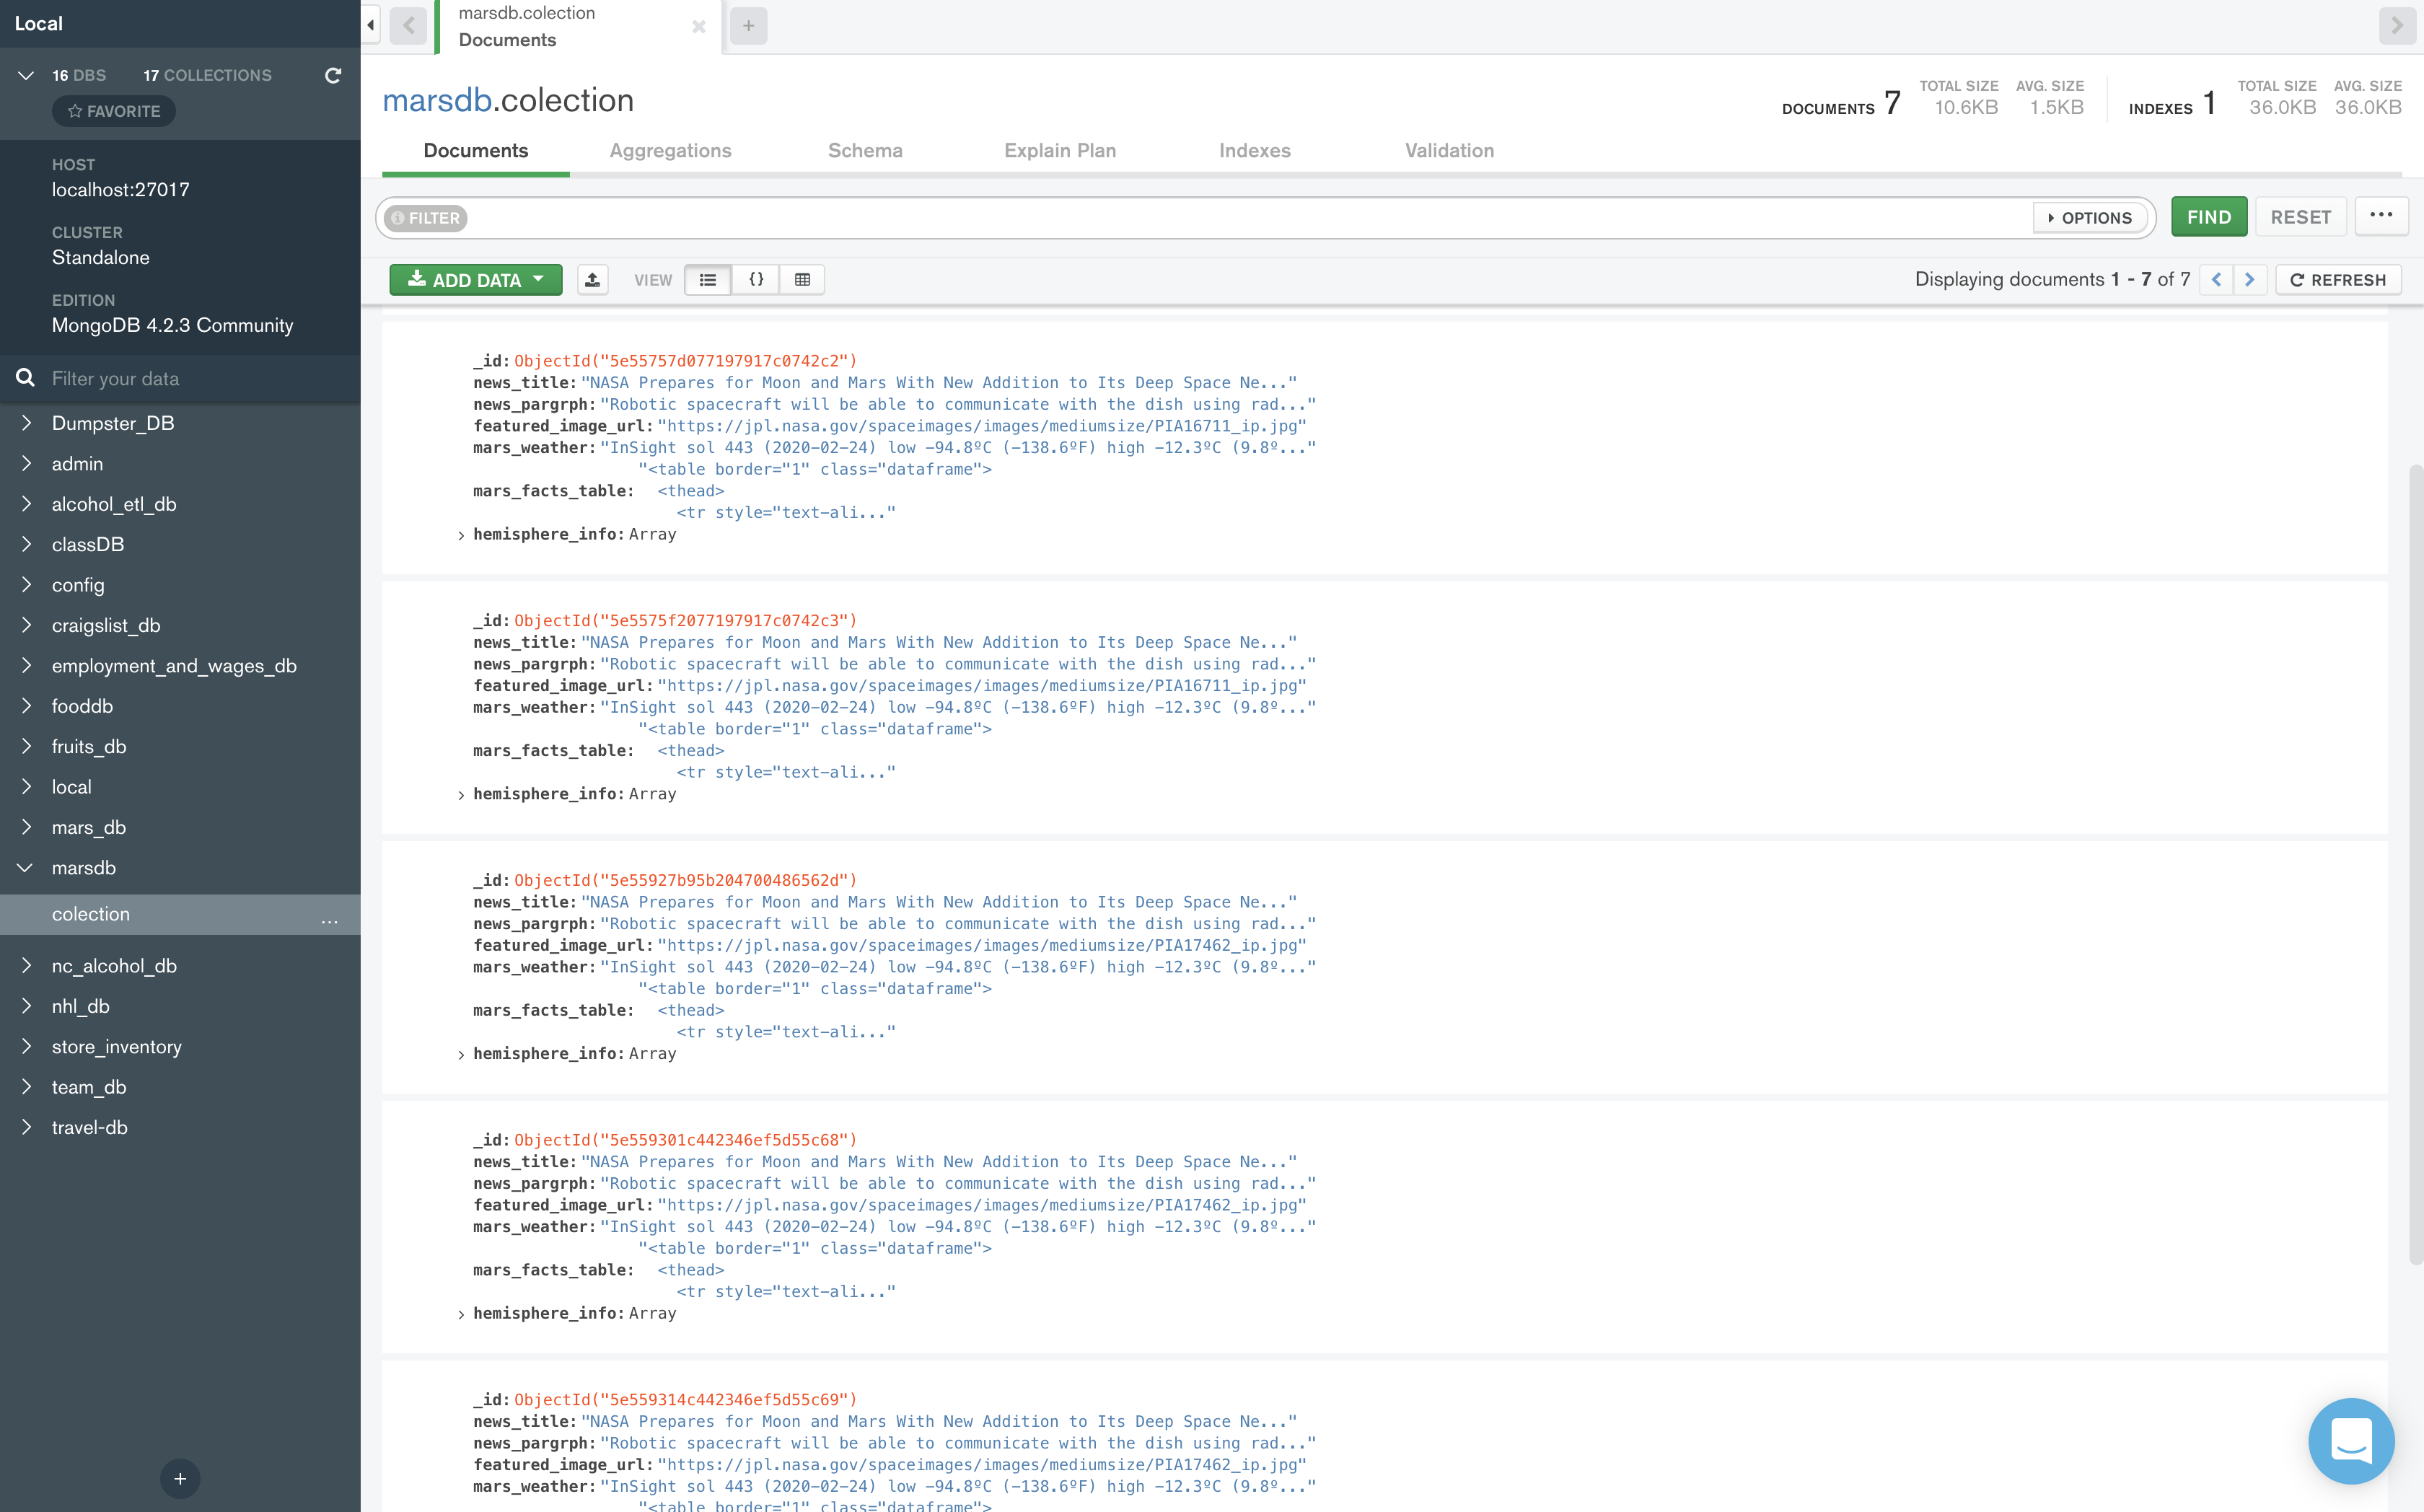 Local
16 DBS 17 COLLECTIONS
FAVORITE
HOST
localhost:27017
CLUSTER
Standalone
EDITION
MongoDB 4.2.3 Community
Filter your data
Dumpster_DB
admin
alcohol_etl_db
classDB
config
craigslist_db
employment_and_wages_db
fooddb
fruits_db
local
mars_db
marsdb
colection ...
nc_alcohol_db
nhl_db
store_inventory
team_db
travel-db
+
marsdb.colection
Documents
+
marsdb.colection
DOCUMENTS 7 TOTAL SIZE 10.6KB AVG. SIZE 1.5KB INDEXES 1 TOTAL SIZE 36.0KB AVG. SIZE 36.0KB
Documents Aggregations Schema Explain Plan Indexes Validation
FILTER OPTIONS FIND RESET ...
ADD DATA VIEW {} Displaying documents 1 - 7 of 7 < > REFRESH
_id: ObjectId("5e55757d077197917c0742c2")
news_title: "NASA Prepares for Moon and Mars With New Addition to Its Deep Space Ne..."
news_pargrph: "Robotic spacecraft will be able to communicate with the dish using rad..."
featured_image_url: "https://jpl.nasa.gov/spaceimages/images/mediumsize/PIA16711_ip.jpg"
mars_weather: "InSight sol 443 (2020-02-24) low -94.8ºC (-138.6ºF) high -12.3ºC (9.8º..."
"<table border="1" class="dataframe">
mars_facts_table: <thead>
<tr style="text-ali..."
> hemisphere_info: Array
_id: ObjectId("5e5575f2077197917c0742c3")
news_title: "NASA Prepares for Moon and Mars With New Addition to Its Deep Space Ne..."
news_pargrph: "Robotic spacecraft will be able to communicate with the dish using rad..."
featured_image_url: "https://jpl.nasa.gov/spaceimages/images/mediumsize/PIA16711_ip.jpg"
mars_weather: "InSight sol 443 (2020-02-24) low -94.8ºC (-138.6ºF) high -12.3ºC (9.8º..."
"<table border="1" class="dataframe">
mars_facts_table: <thead>
<tr style="text-ali..."
> hemisphere_info: Array
_id: ObjectId("5e55927b95b204700486562d")
news_title: "NASA Prepares for Moon and Mars With New Addition to Its Deep Space Ne..."
news_pargrph: "Robotic spacecraft will be able to communicate with the dish using rad..."
featured_image_url: "https://jpl.nasa.gov/spaceimages/images/mediumsize/PIA17462_ip.jpg"
mars_weather: "InSight sol 443 (2020-02-24) low -94.8ºC (-138.6ºF) high -12.3ºC (9.8º..."
"<table border="1" class="dataframe">
mars_facts_table: <thead>
<tr style="text-ali..."
> hemisphere_info: Array
_id: ObjectId("5e559301c442346ef5d55c68")
news_title: "NASA Prepares for Moon and Mars With New Addition to Its Deep Space Ne..."
news_pargrph: "Robotic spacecraft will be able to communicate with the dish using rad..."
featured_image_url: "https://jpl.nasa.gov/spaceimages/images/mediumsize/PIA17462_ip.jpg"
mars_weather: "InSight sol 443 (2020-02-24) low -94.8ºC (-138.6ºF) high -12.3ºC (9.8º..."
"<table border="1" class="dataframe">
mars_facts_table: <thead>
<tr style="text-ali..."
> hemisphere_info: Array
_id: ObjectId("5e559314c442346ef5d55c69")
news_title: "NASA Prepares for Moon and Mars With New Addition to Its Deep Space Ne..."
news_pargrph: "Robotic spacecraft will be able to communicate with the dish using rad..."
featured_image_url: "https://jpl.nasa.gov/spaceimages/images/mediumsize/PIA17462_ip.jpg"
mars_weather: "InSight sol 443 (2020-02-24) low -94.8ºC (-138.6ºF) high -12.3ºC (9.8º..."
"<table border="1" class="dataframe">